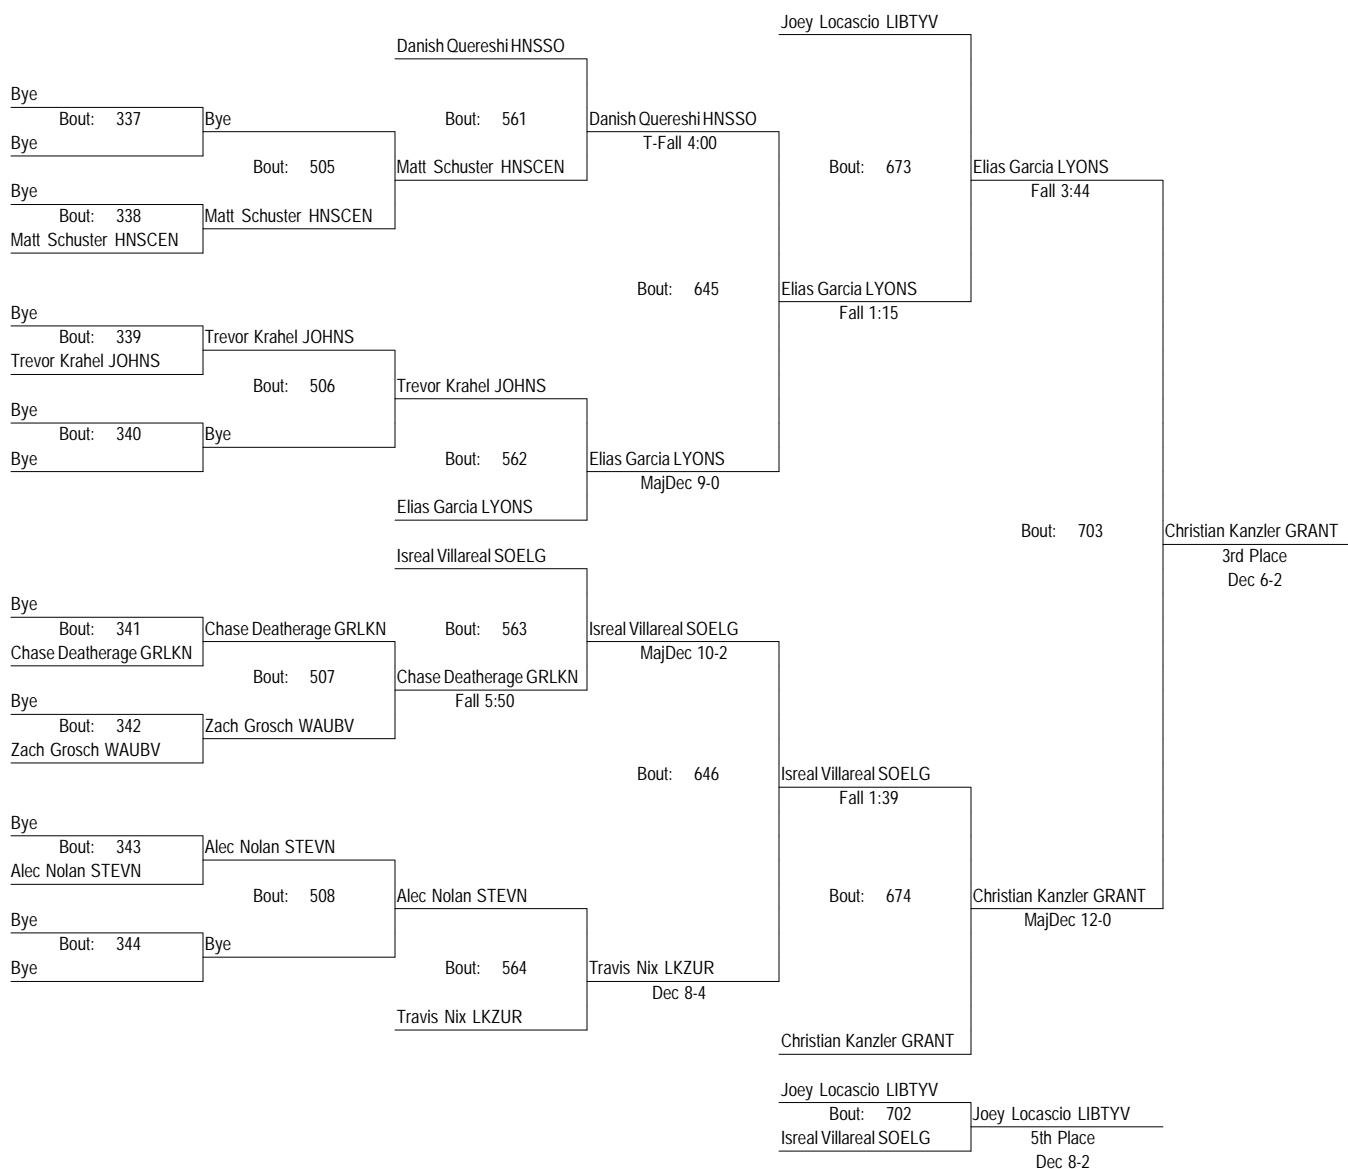 Joey Locascio LIBTYV
Danish Quereshi HNSSO
Bye
Bout: 337
Bye
Bye
Bout: 561
Danish Quereshi HNSSO
T-Fall 4:00
Bout: 505
Matt Schuster HNSCEN
Bout: 673
Elias Garcia LYONS
Fall 3:44
Bye
Bout: 338
Matt Schuster HNSCEN
Matt Schuster HNSCEN
Bout: 645
Elias Garcia LYONS
Fall 1:15
Bye
Bout: 339
Trevor Krahel JOHNS
Trevor Krahel JOHNS
Bout: 506
Trevor Krahel JOHNS
Bye
Bout: 340
Bye
Bye
Bout: 562
Elias Garcia LYONS
MajDec 9-0
Elias Garcia LYONS
Bout: 703
Christian Kanzler GRANT
3rd Place
Dec 6-2
Isreal Villareal SOELG
Bye
Bout: 341
Chase Deatherage GRLKN
Chase Deatherage GRLKN
Bout: 563
Isreal Villareal SOELG
MajDec 10-2
Bout: 507
Chase Deatherage GRLKN
Fall 5:50
Bye
Bout: 342
Zach Grosch WAUBV
Zach Grosch WAUBV
Bout: 646
Isreal Villareal SOELG
Fall 1:39
Bye
Bout: 343
Alec Nolan STEVN
Alec Nolan STEVN
Bout: 508
Alec Nolan STEVN
Bout: 674
Christian Kanzler GRANT
MajDec 12-0
Bye
Bout: 344
Bye
Bye
Bout: 564
Travis Nix LKZUR
Dec 8-4
Travis Nix LKZUR
Christian Kanzler GRANT
Joey Locascio LIBTYV
Bout: 702
Joey Locascio LIBTYV
Isreal Villareal SOELG
5th Place
Dec 8-2